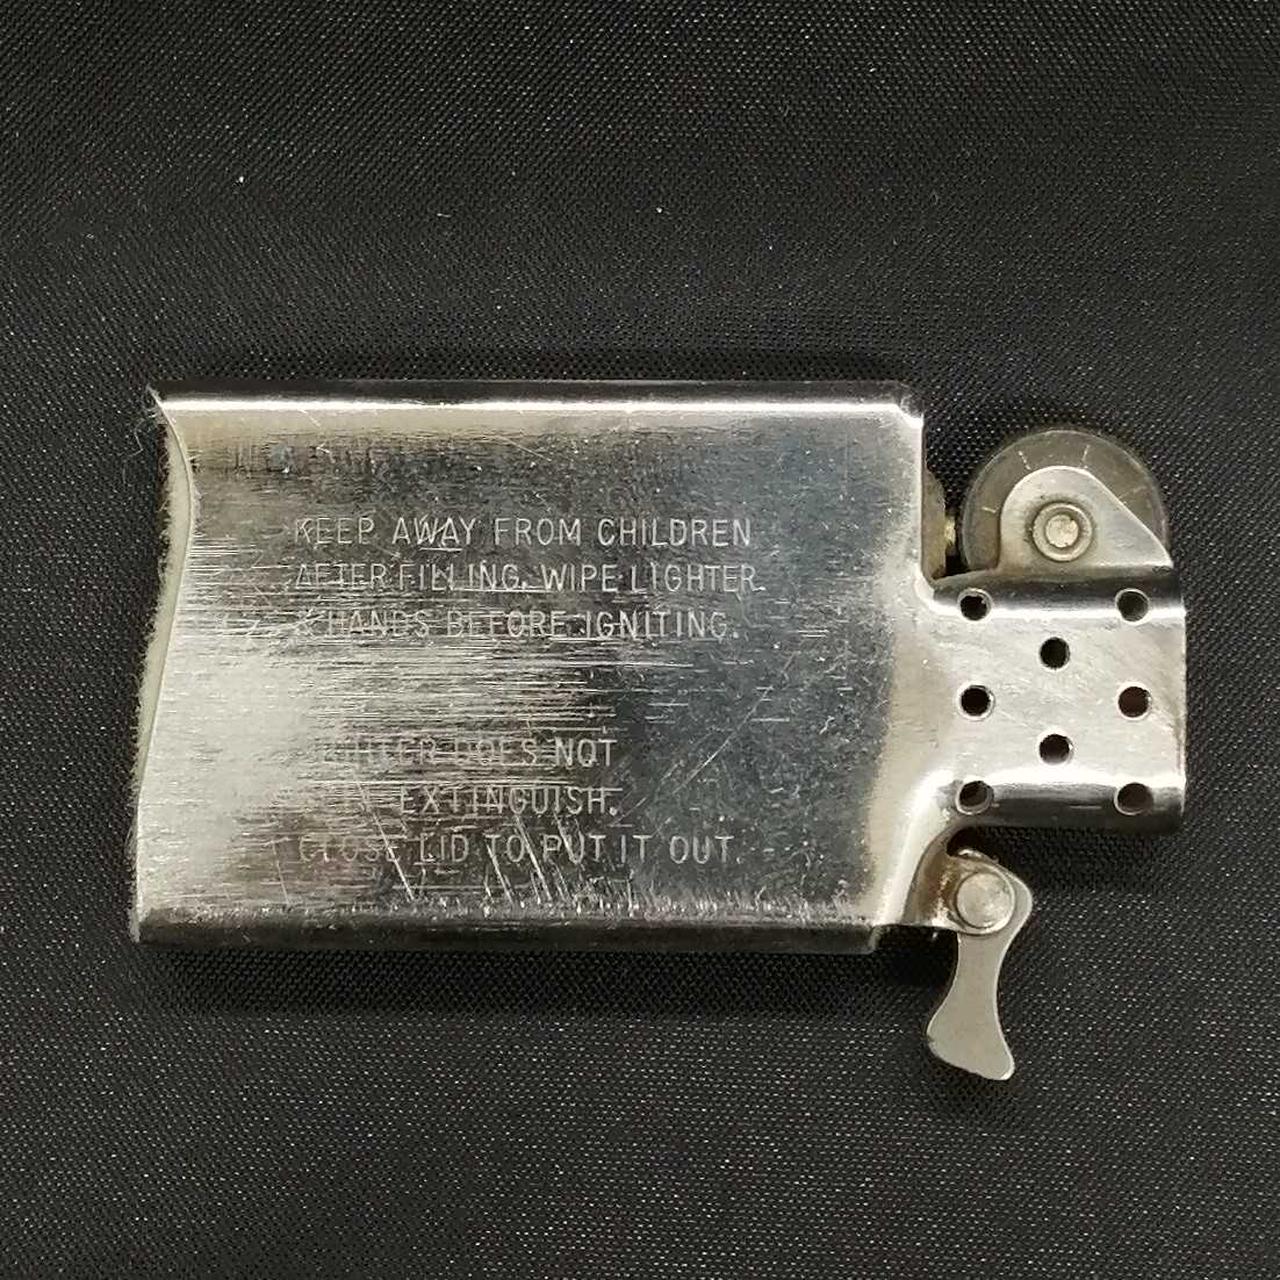 KEEP AWAY FROM CHILDREN
AFTER FILLING, WIPE LIGHTER
& HANDS BEFORE IGNITING.
LIGHTER DOES NOT
EXTINGUISH.
CLOSE LID TO PUT IT OUT.